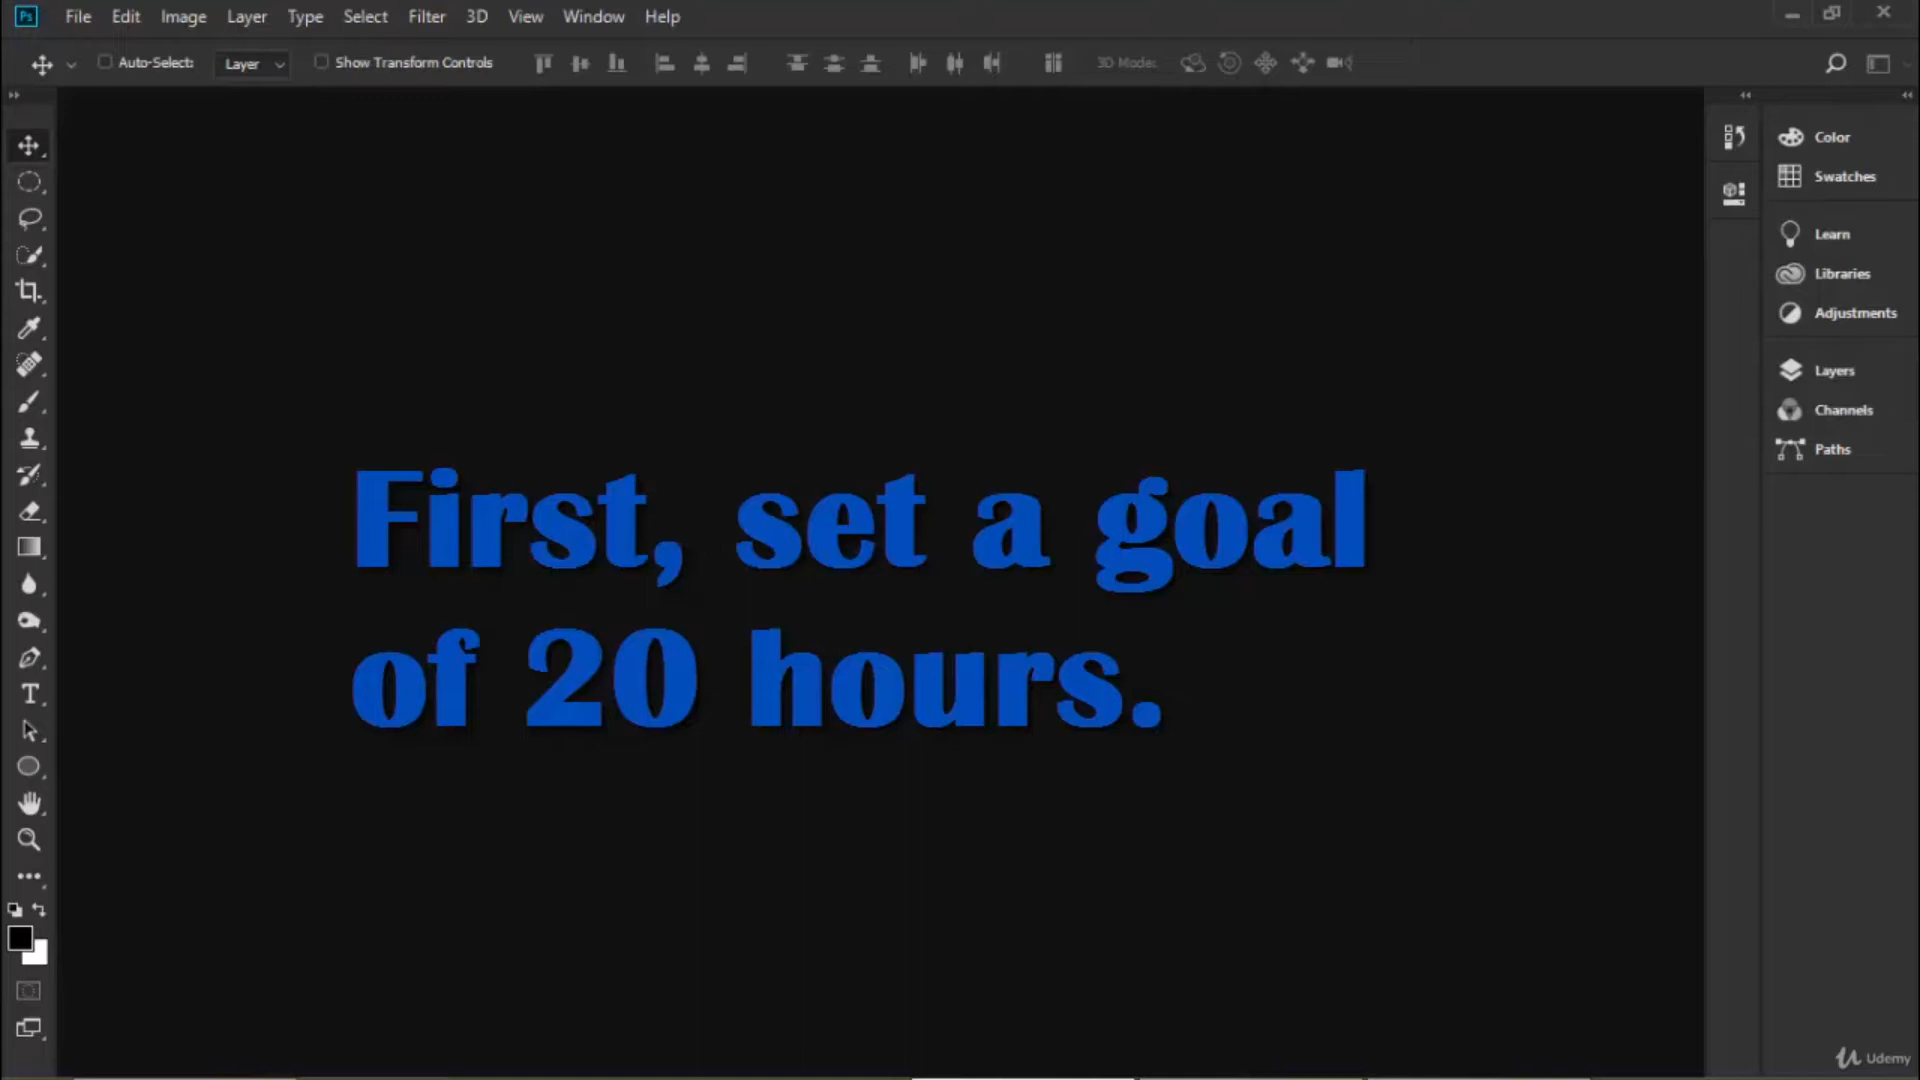 Ps File Edit Image Layer Type Select Filter 3D View Window Help
Auto-Select: Layer Show Transform Controls 3D Mode:
Color
Swatches
Learn
Libraries
Adjustments
Layers
Channels
Paths
First, set a goal
of 20 hours.
Udemy